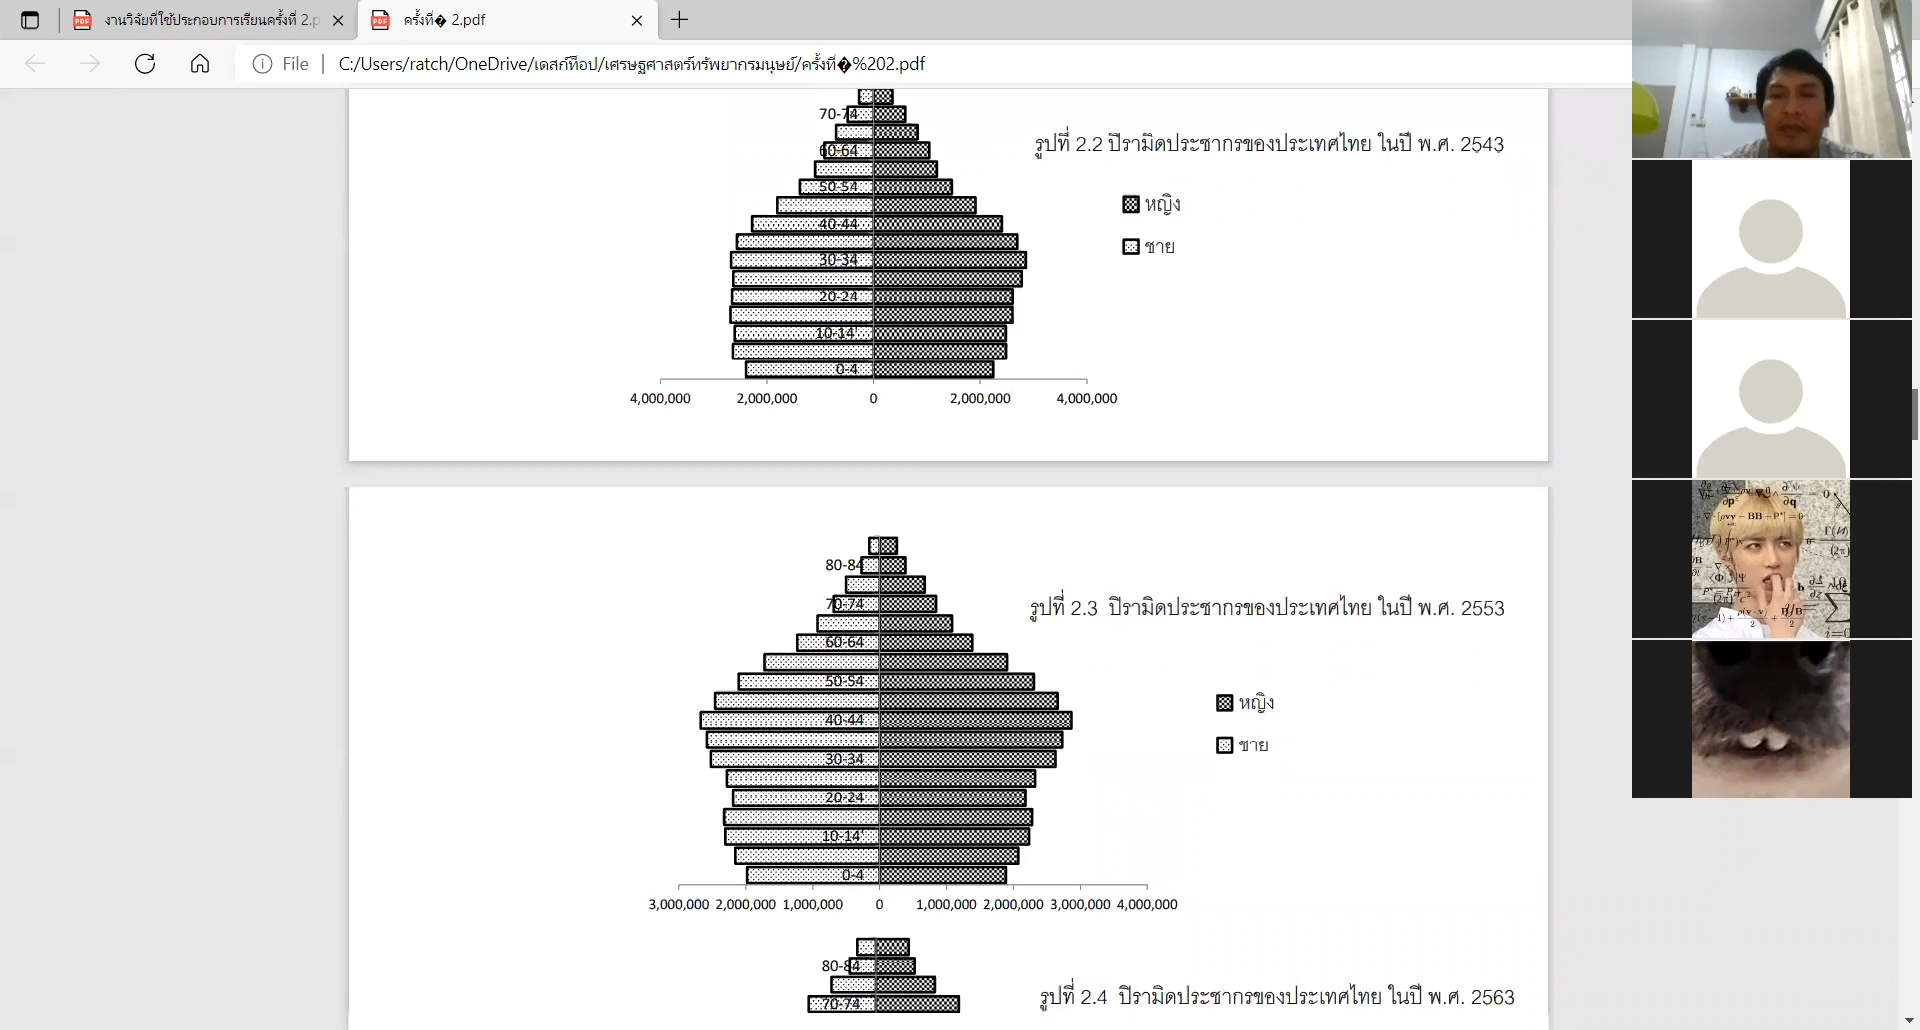 งานวิจัยที่ใช้ประกอบการเรียนครั้งที่ 2.p
ครั้งที่� 2.pdf
File
C:/Users/ratch/OneDrive/เดสก์ท็อป/เศรษฐศาสตร์ทรัพยากรมนุษย์/ครั้งที่�%202.pdf
รูปที่ 2.2 ปิรามิดประชากรของประเทศไทย ในปี พ.ศ. 2543
หญิง
ชาย
70-74
60-64
50-54
40-44
30-34
20-24
10-14'
0-4
4,000,000 2,000,000 0 2,000,000 4,000,000
รูปที่ 2.3 ปิรามิดประชากรของประเทศไทย ในปี พ.ศ. 2553
หญิง
ชาย
80-84
70-74
60-64
50-54
40-44
30-34
20-24
10-14'
0-4
3,000,000 2,000,000 1,000,000 0 1,000,000 2,000,000 3,000,000 4,000,000
80-84
70-74
รูปที่ 2.4 ปิรามิดประชากรของประเทศไทย ในปี พ.ศ. 2563